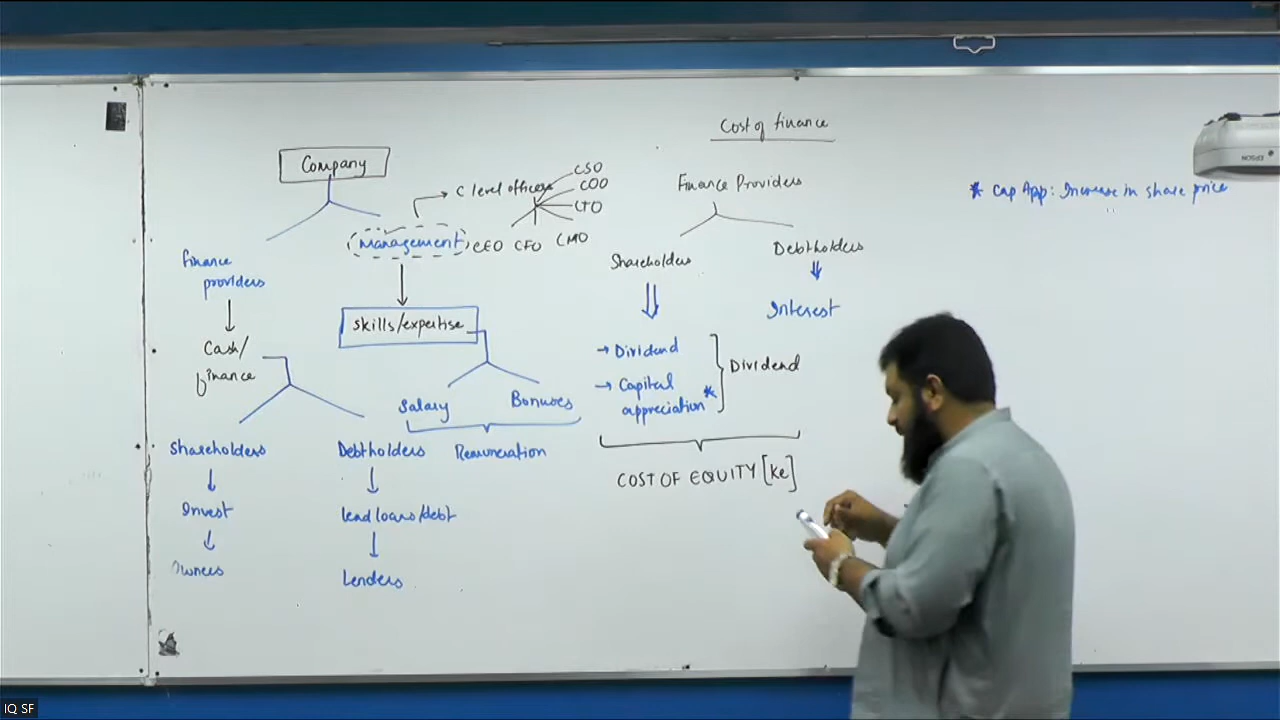 Cost of finance
Company
C level officers
CSO
COO
CTO
CMO
CFO
CEO
Management
Finance
providers
Cash/
finance
skills/expertise
Salary
Bonuses
Remuneration
Shareholders
Invest
Owners
Debtholders
lend loans/debt
Lenders
Finance Providers
Shareholders
→ Dividend
→ Capital
appreciation *
Dividend
COST OF EQUITY [Ke]
Debtholders
Interest
* Cap App: Increase in share price
EPSON
IQ SF